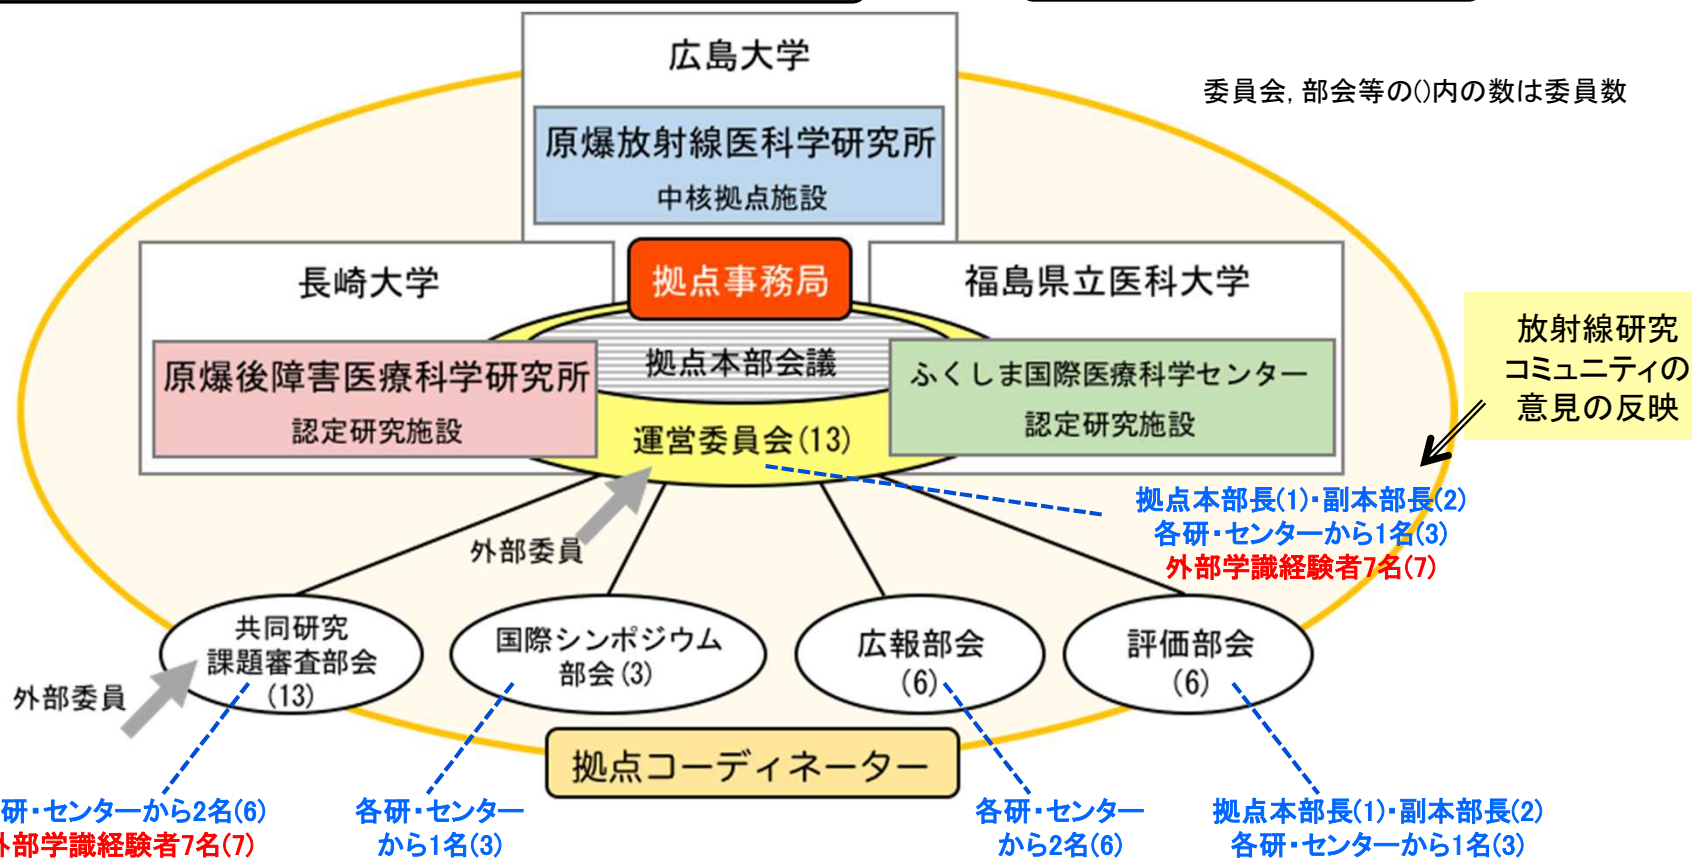 広島大学
委員会, 部会等の()内の数は委員数
原爆放射線医科学研究所
中核拠点施設
拠点事務局
長崎大学
福島県立医科大学
放射線研究
コミュニティの
意見の反映
拠点本部会議
原爆後障害医療科学研究所
認定研究施設
ふくしま国際医療科学センター
認定研究施設
運営委員会(13)
拠点本部長(1)・副本部長(2)
各研・センターから1名(3)
外部学識経験者7名(7)
外部委員
共同研究
課題審査部会
(13)
国際シンポジウム
部会(3)
広報部会
(6)
評価部会
(6)
外部委員
拠点コーディネーター
研・センターから2名(6)
外部学識経験者7名(7)
各研・センター
から1名(3)
各研・センター
から2名(6)
拠点本部長(1)・副本部長(2)
各研・センターから1名(3)